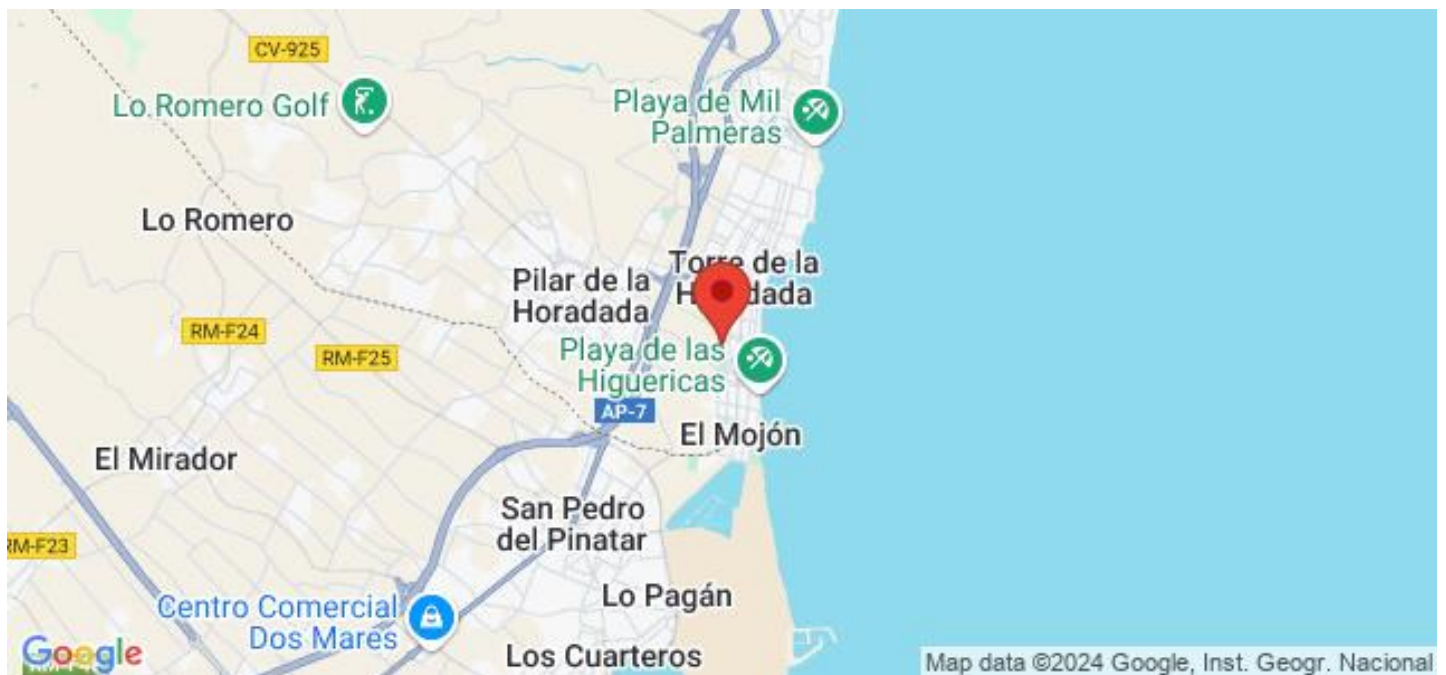 CV-925
Lo Romero Golf
Playa de Mil
Palmeras
Lo Romero
Torre de la
Pilar de la
Horadada
RM-F24
RM-F25
Playa de las
Higuericas
AP-7
El Mojón
El Mirador
San Pedro
del Pinatar
RM-F23
Centro Comercial
Dos Mares
Lo Pagán
Los Cuarteros
Google
Map data ©2024 Google, Inst. Geogr. Nacional